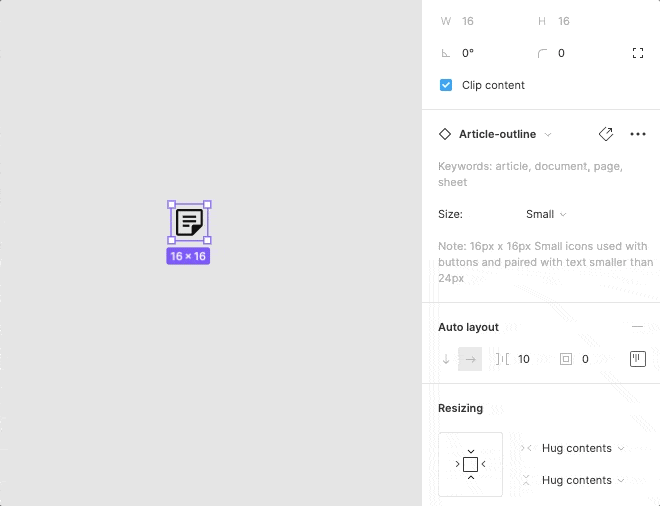 W 16 H 16
0° 0
Clip content
Article-outline
Keywords: article, document, page,
sheet
Size: Small
16 × 16
Note: 16px x 16px Small icons used with
buttons and paired with text smaller than
24px
Auto layout
10 0
Resizing
Hug contents
Hug contents